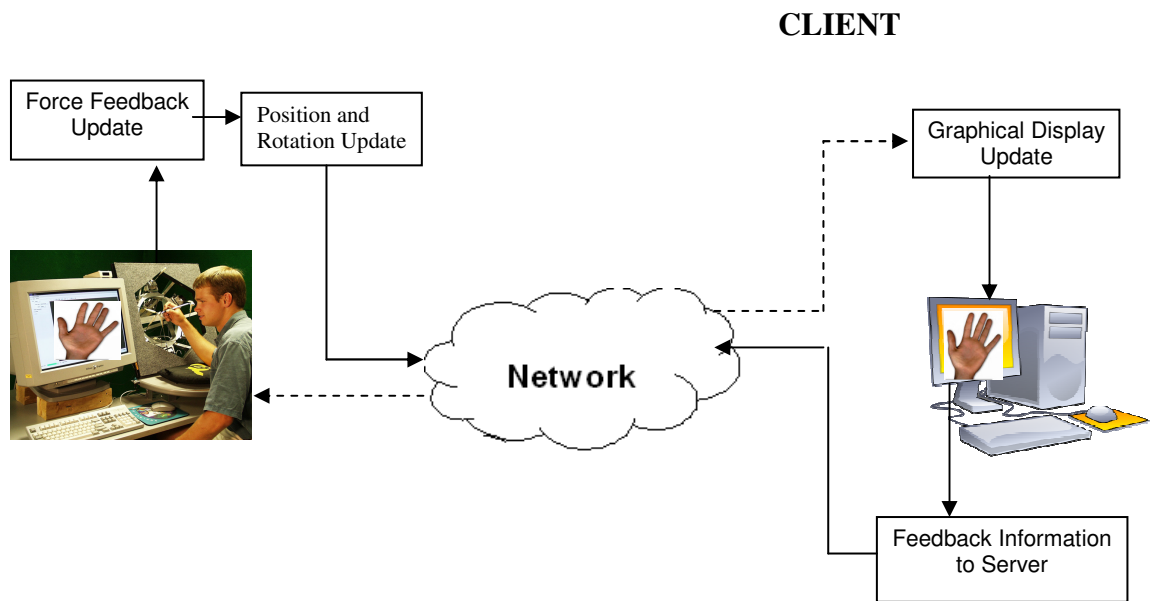 CLIENT
Force Feedback
Update
Position and
Rotation Update
Graphical Display
Update
Network
Feedback Information
to Server